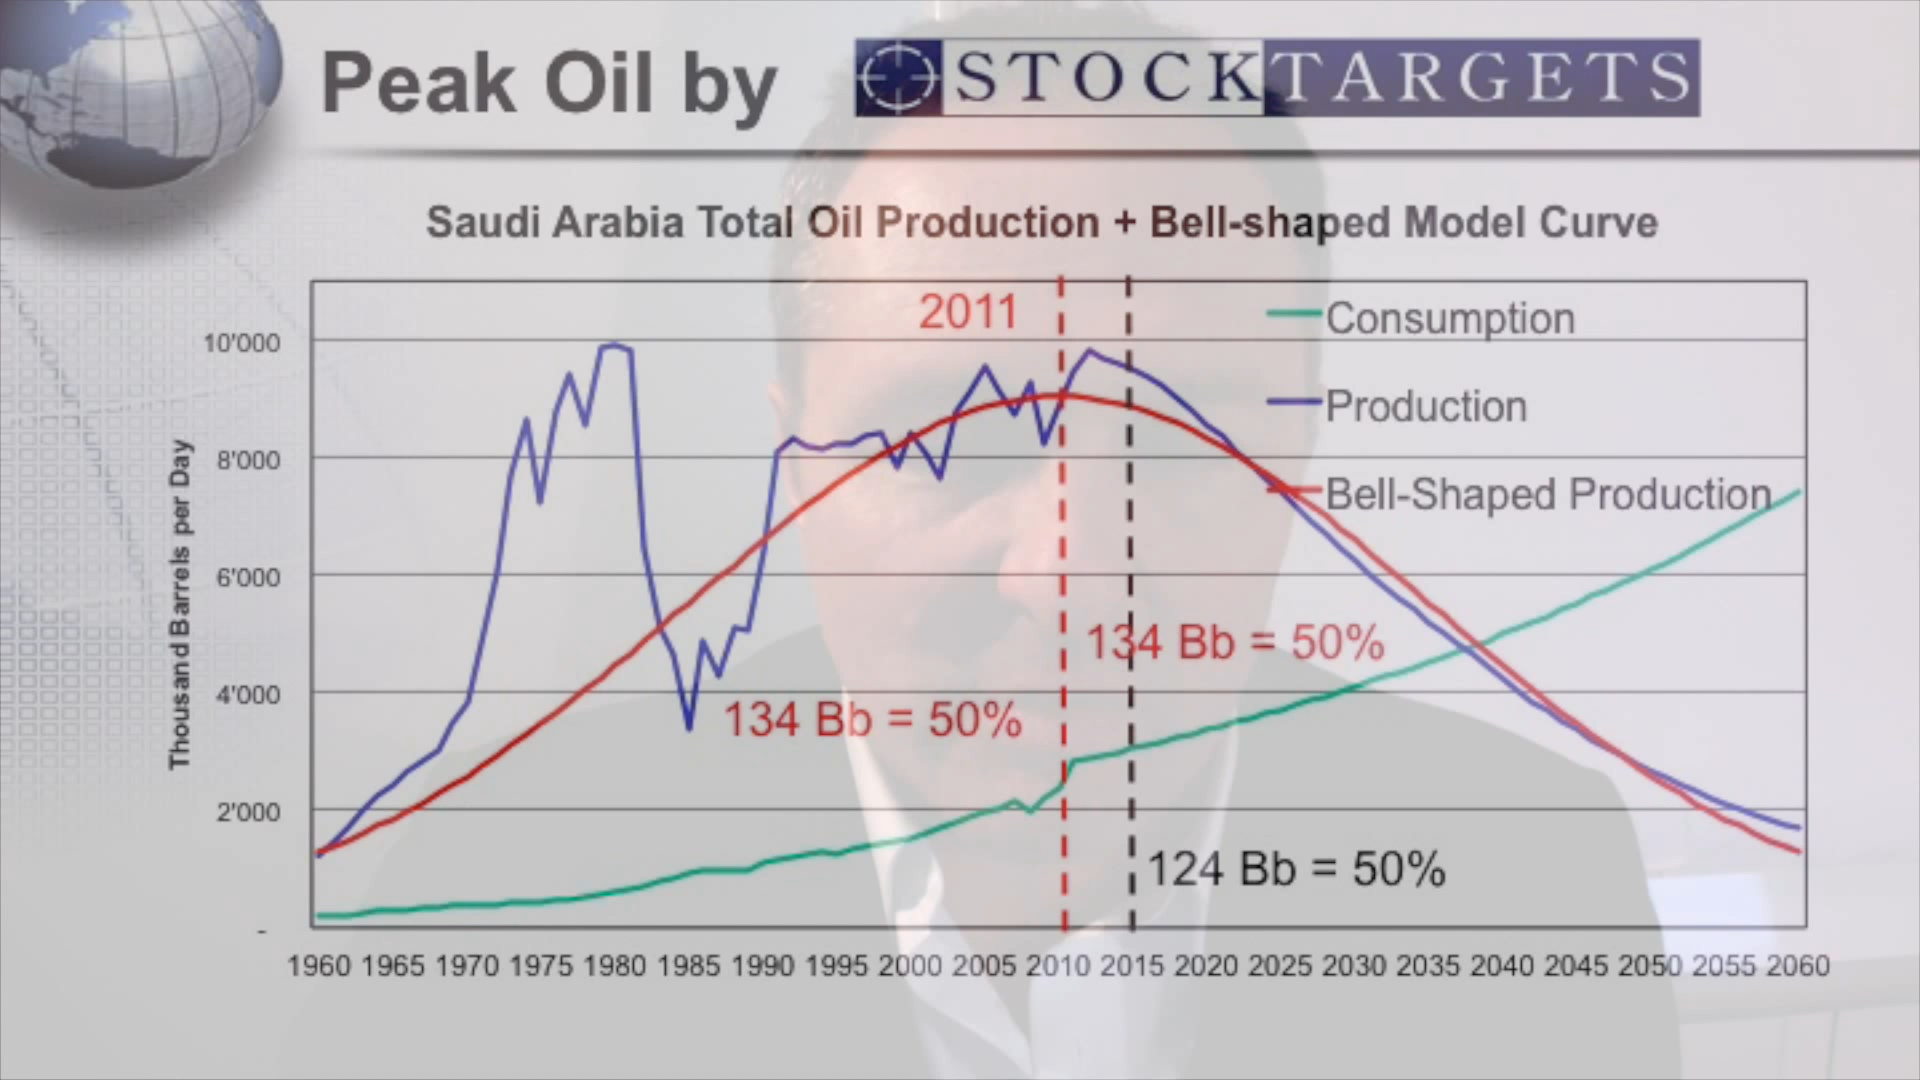 Peak Oil by STOCKTARGETS
Saudi Arabia Total Oil Production + Bell-shaped Model Curve
2011
Consumption
Production
Bell-Shaped Production
Thousand Barrels per Day
10'000
8'000
6'000
4'000
2'000
-
134 Bb = 50%
134 Bb = 50%
124 Bb = 50%
1960 1965 1970 1975 1980 1985 1990 1995 2000 2005 2010 2015 2020 2025 2030 2035 2040 2045 2050 2055 2060